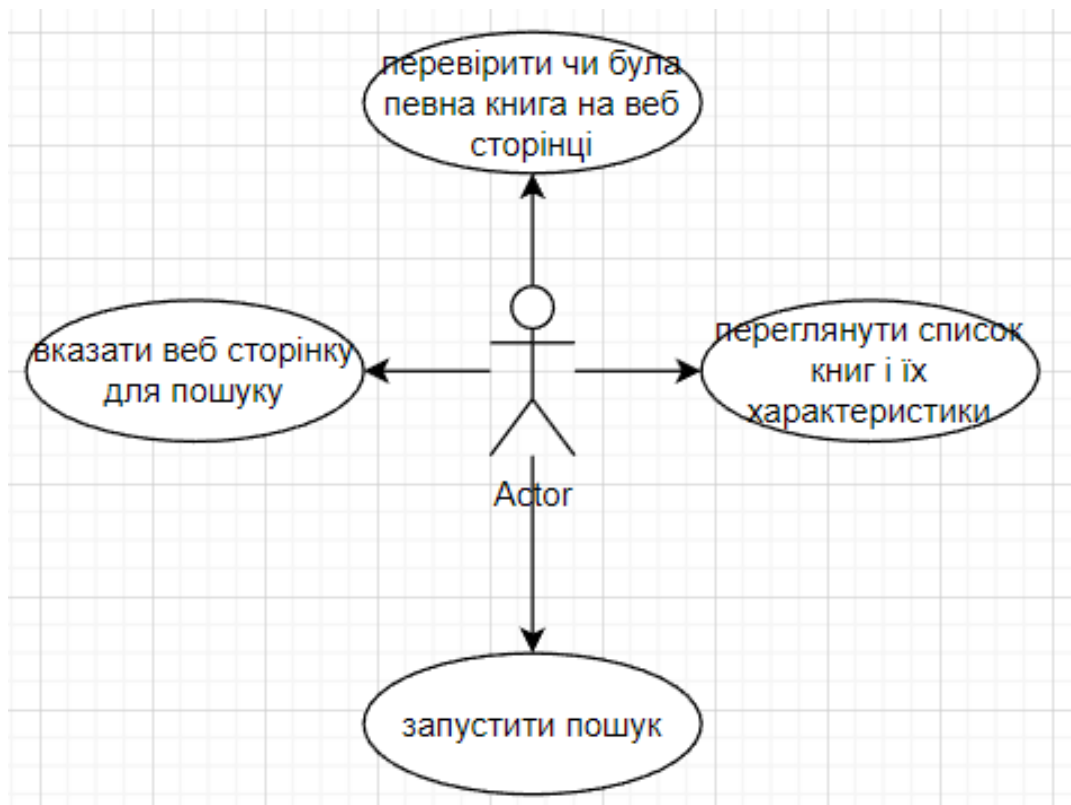 перевірити чи була
певна книга на веб
сторінці
вказати веб сторінку
для пошуку
переглянути список
книг і їх
характеристики
Actor
запустити пошук